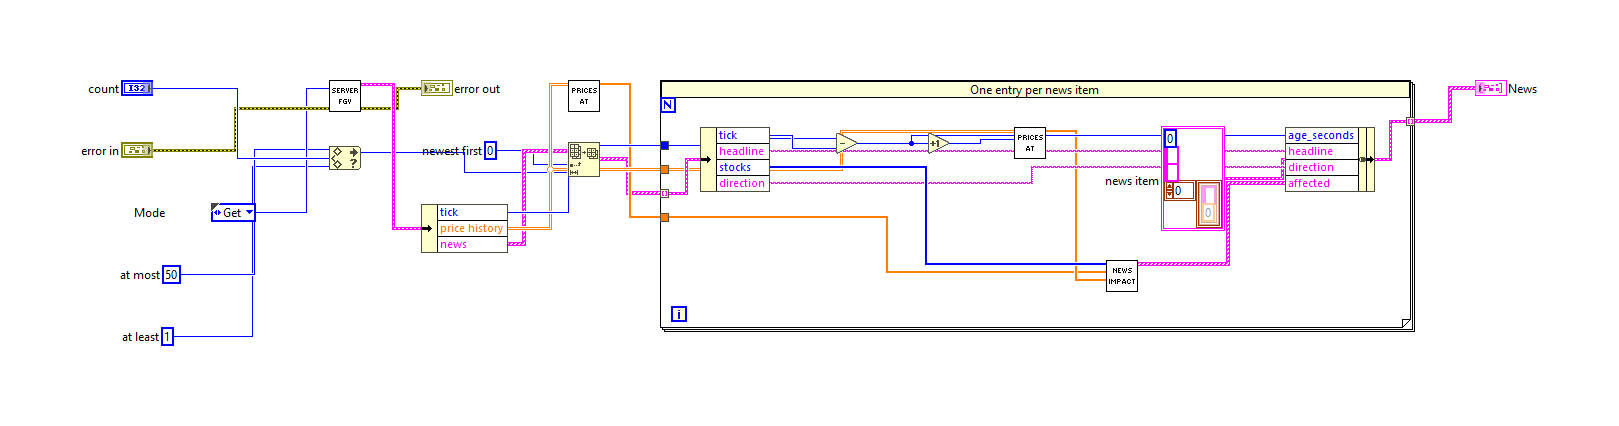 One entry per news item
count
I32
SERVER
FGV
error out
PRICES
AT
News
N
error in
?
newest first
0
tick
headline
stocks
direction
-
+1
PRICES
AT
0
news item
0
0
age_seconds
headline
direction
affected
Mode
Get
tick
price history
news
at most
50
NEWS
IMPACT
i
at least
1